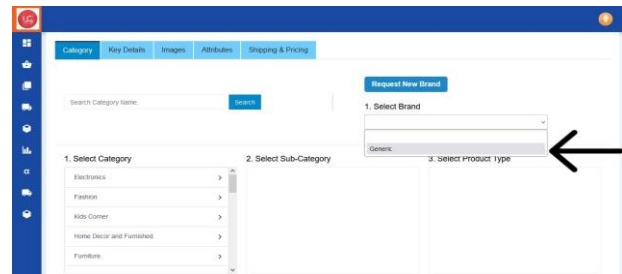 Category Key Details Images Attributes Shipping & Pricing
Request New Brand
Search Category Name Search
1. Select Brand
Generic
1. Select Category 2. Select Sub-Category 3. Select Product Type
Electronics
Fashion
Kids Corner
Home Decor and Furnished
Furniture